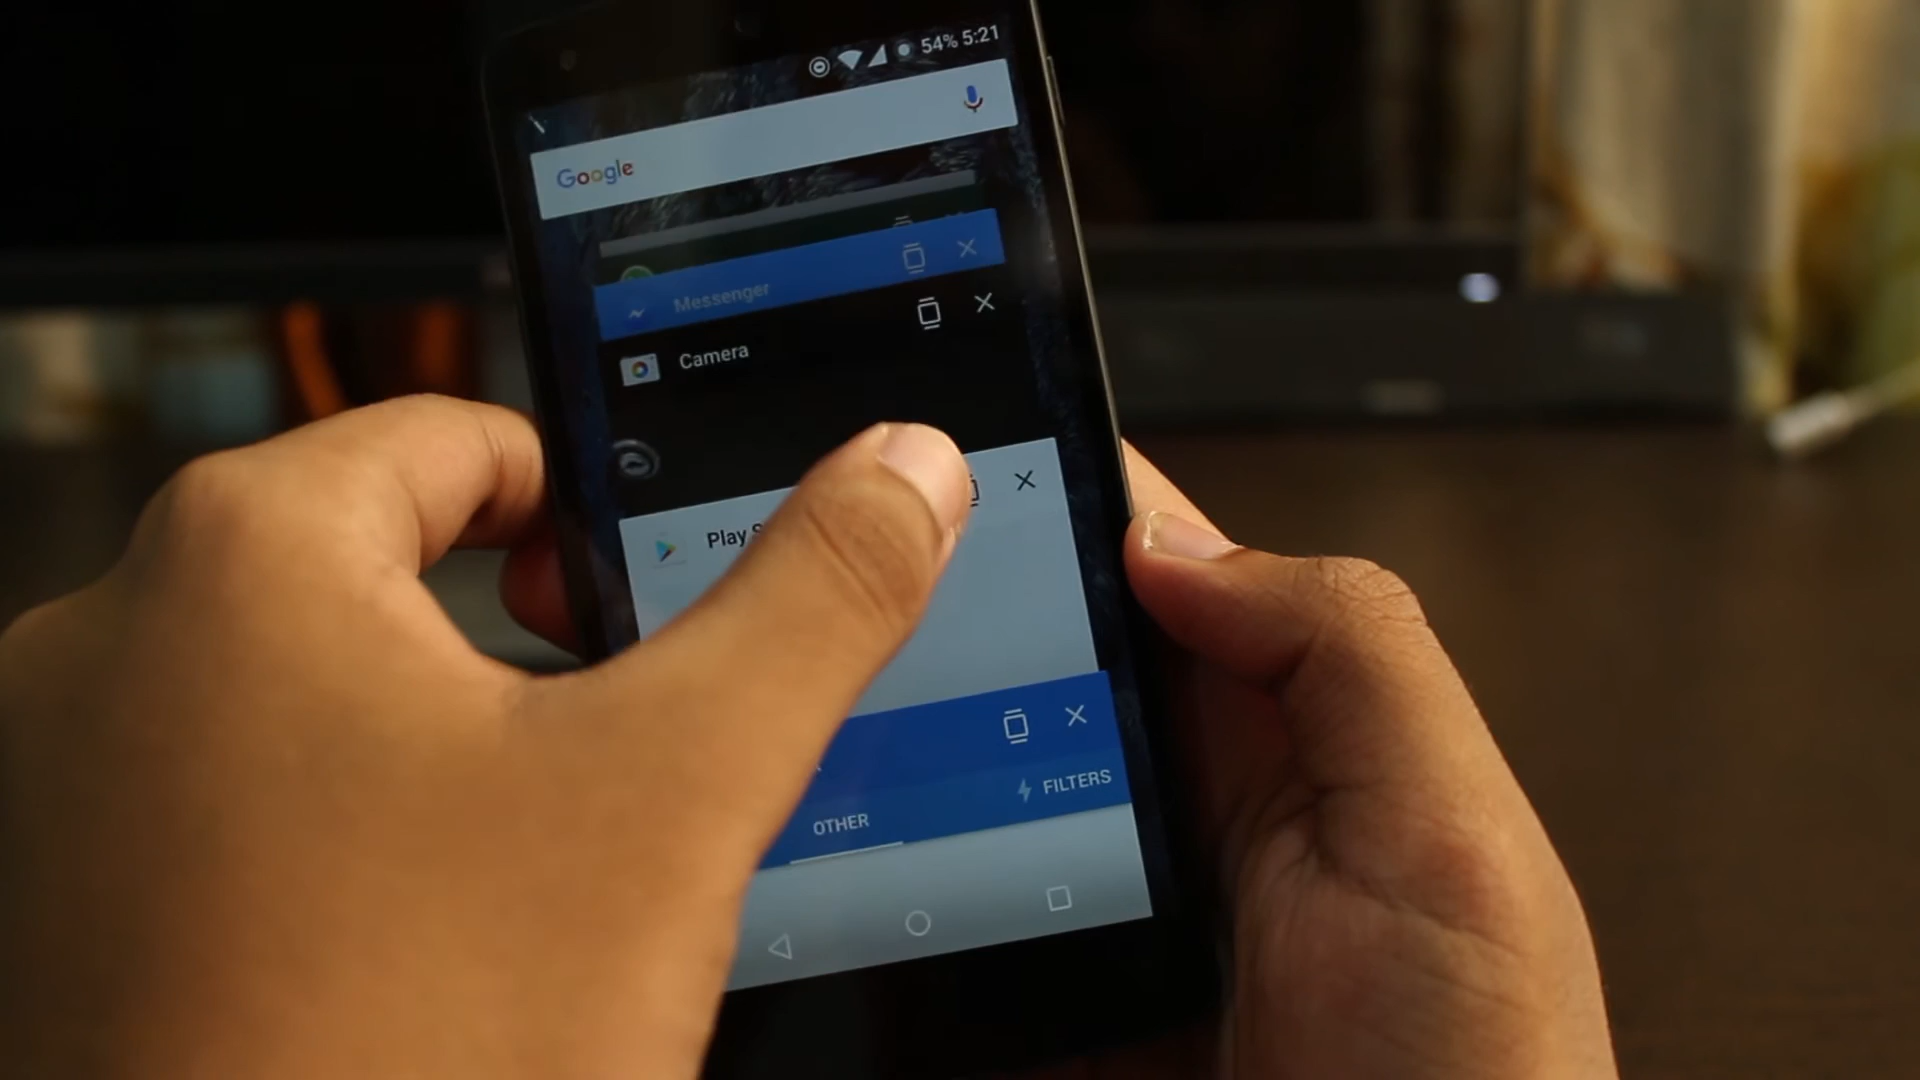 54% 5:21
Google
Messenger
Camera
Play
FILTERS
OTHER